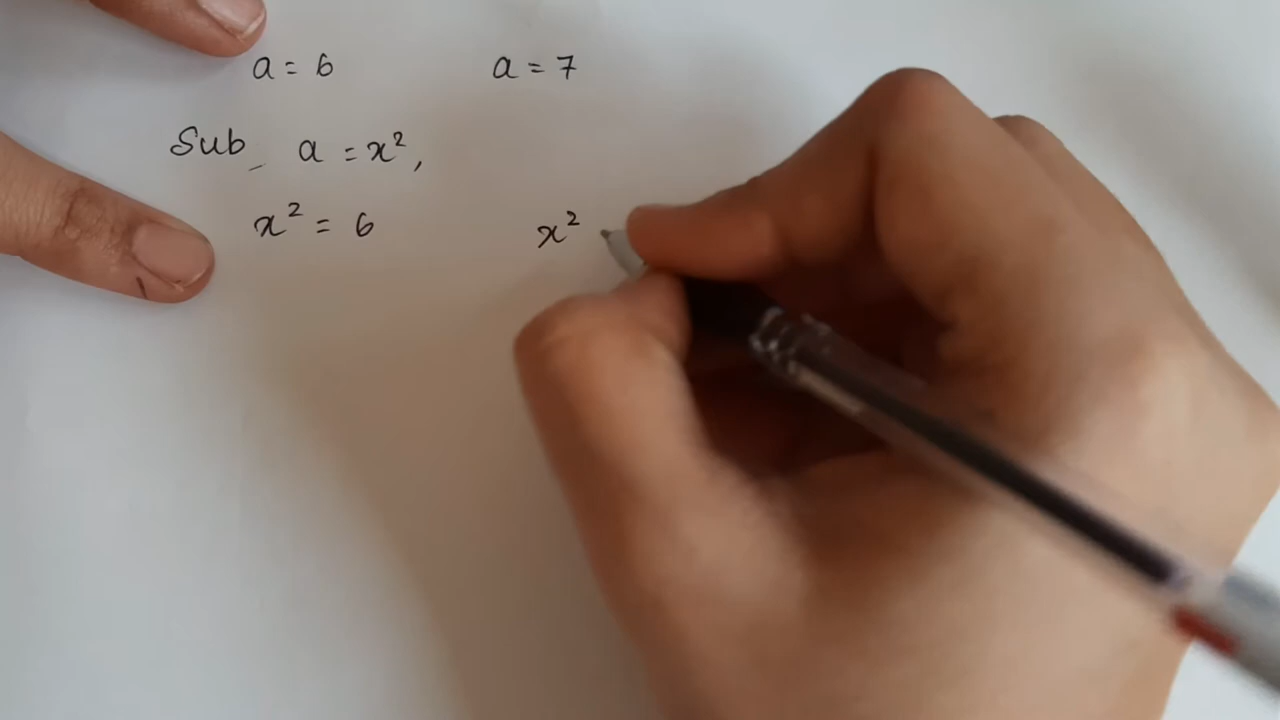 a = 6 a = 7
Sub a = x²,
x² = 6 x²